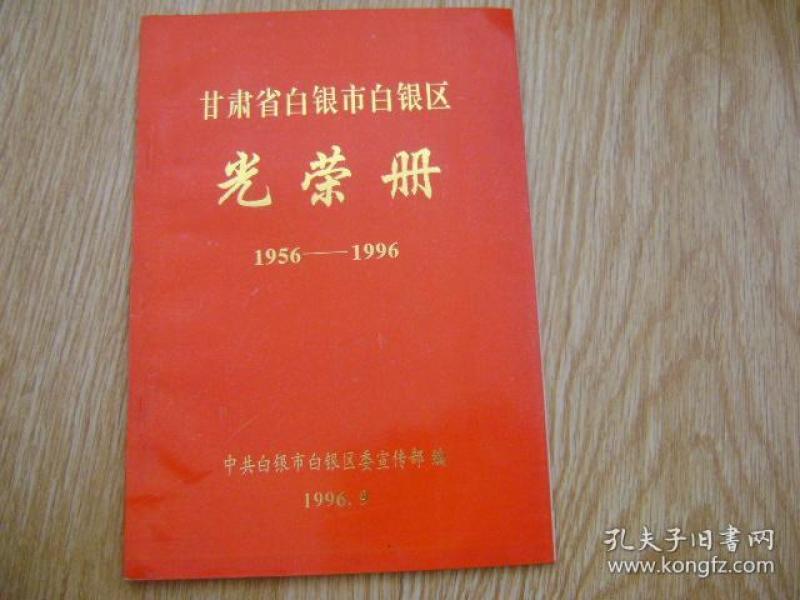 甘肃省白银市白银区
光荣册
1956——1996
中共白银市白银区委宣传部 编
1996.9
孔夫子旧书网
www.kongfz.com